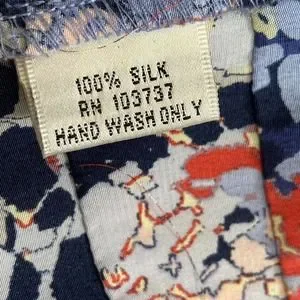 100% SILK
RN 103737
HAND WASH ONLY